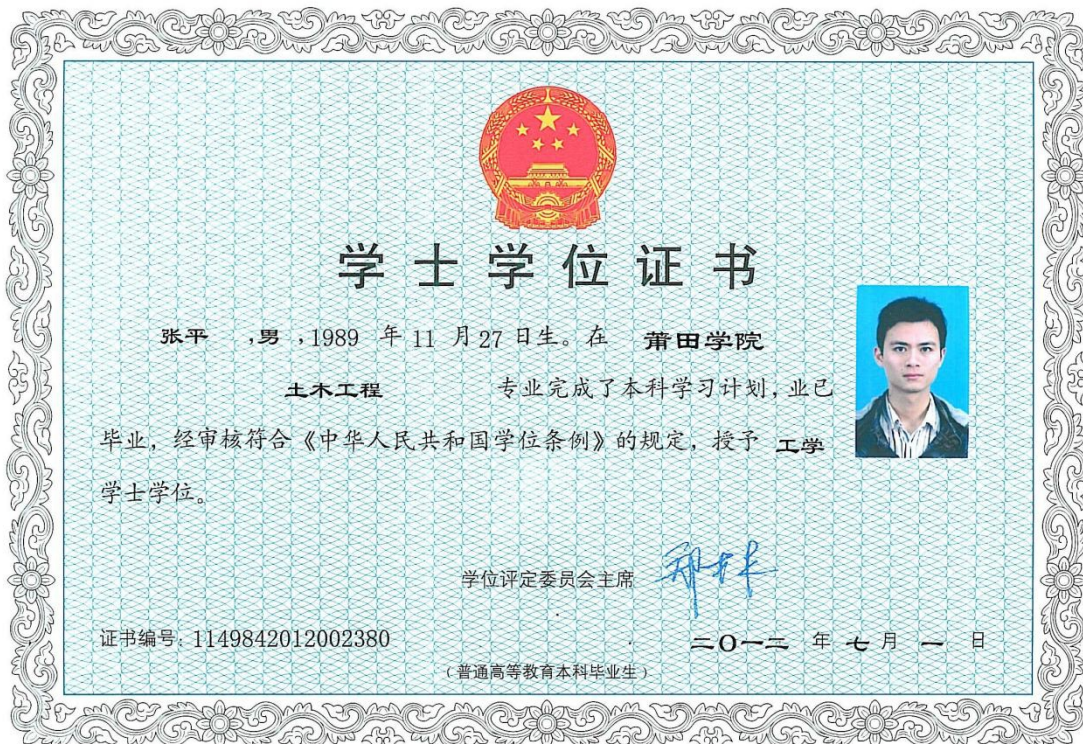 学士学位证书
张平 ,男 ,1989 年 11 月 27 日生。在 莆田学院
土木工程 专业完成了本科学习计划,业已
毕业,经审核符合《中华人民共和国学位条例》的规定,授予 工学
学士学位。
学位评定委员会主席
证书编号:1149842012002380 二〇一二 年 七 月 一 日
(普通高等教育本科毕业生)